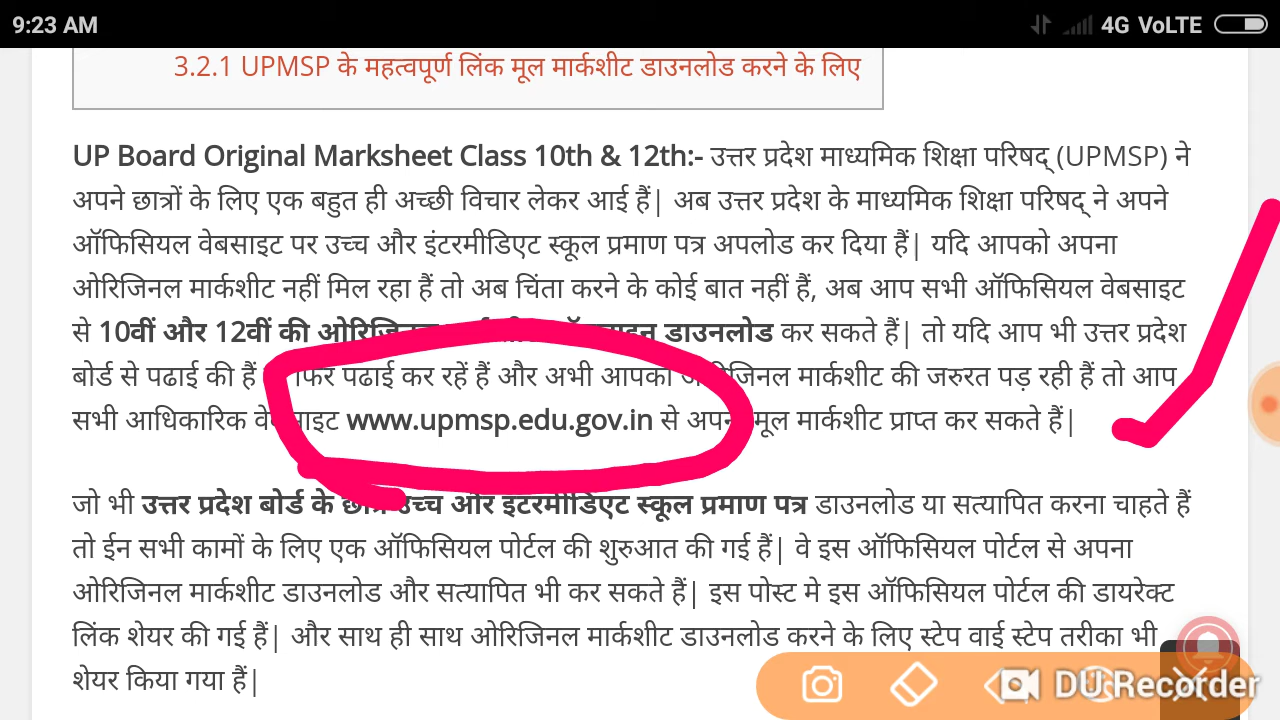 9:23 AM
4G VoLTE
3.2.1 UPMSP के महत्वपूर्ण लिंक मूल मार्कशीट डाउनलोड करने के लिए
UP Board Original Marksheet Class 10th & 12th:- उत्तर प्रदेश माध्यमिक शिक्षा परिषद् (UPMSP) ने
अपने छात्रों के लिए एक बहुत ही अच्छी विचार लेकर आई हैं| अब उत्तर प्रदेश के माध्यमिक शिक्षा परिषद् ने अपने
ऑफिसियल वेबसाइट पर उच्च और इंटरमीडिएट स्कूल प्रमाण पत्र अपलोड कर दिया हैं| यदि आपको अपना
ओरिजिनल मार्कशीट नहीं मिल रहा हैं तो अब चिंता करने के कोई बात नहीं हैं, अब आप सभी ऑफिसियल वेबसाइट
से 10वीं और 12वीं की डाउनलोड कर सकते हैं| तो यदि आप भी उत्तर प्रदेश
बोर्ड से पढाई की हैं फिर पढाई कर रहें हैं और अभी आपको मार्कशीट की जरुरत पड़ रही हैं तो आप
सभी आधिकारिक www.upmsp.edu.gov.in से मूल मार्कशीट प्राप्त कर सकते हैं|
जो भी उत्तर प्रदेश बोर्ड के उच्च और इंटरमीडिएट स्कूल प्रमाण पत्र डाउनलोड या सत्यापित करना चाहते हैं
तो ईन सभी कामों के लिए एक ऑफिसियल पोर्टल की शुरुआत की गई हैं| वे इस ऑफिसियल पोर्टल से अपना
ओरिजिनल मार्कशीट डाउनलोड और सत्यापित भी कर सकते हैं| इस पोस्ट मे इस ऑफिसियल पोर्टल की डायरेक्ट
लिंक शेयर की गई हैं| और साथ ही साथ ओरिजिनल मार्कशीट डाउनलोड करने के लिए स्टेप वाई स्टेप तरीका भी
शेयर किया गया हैं|
DU Recorder